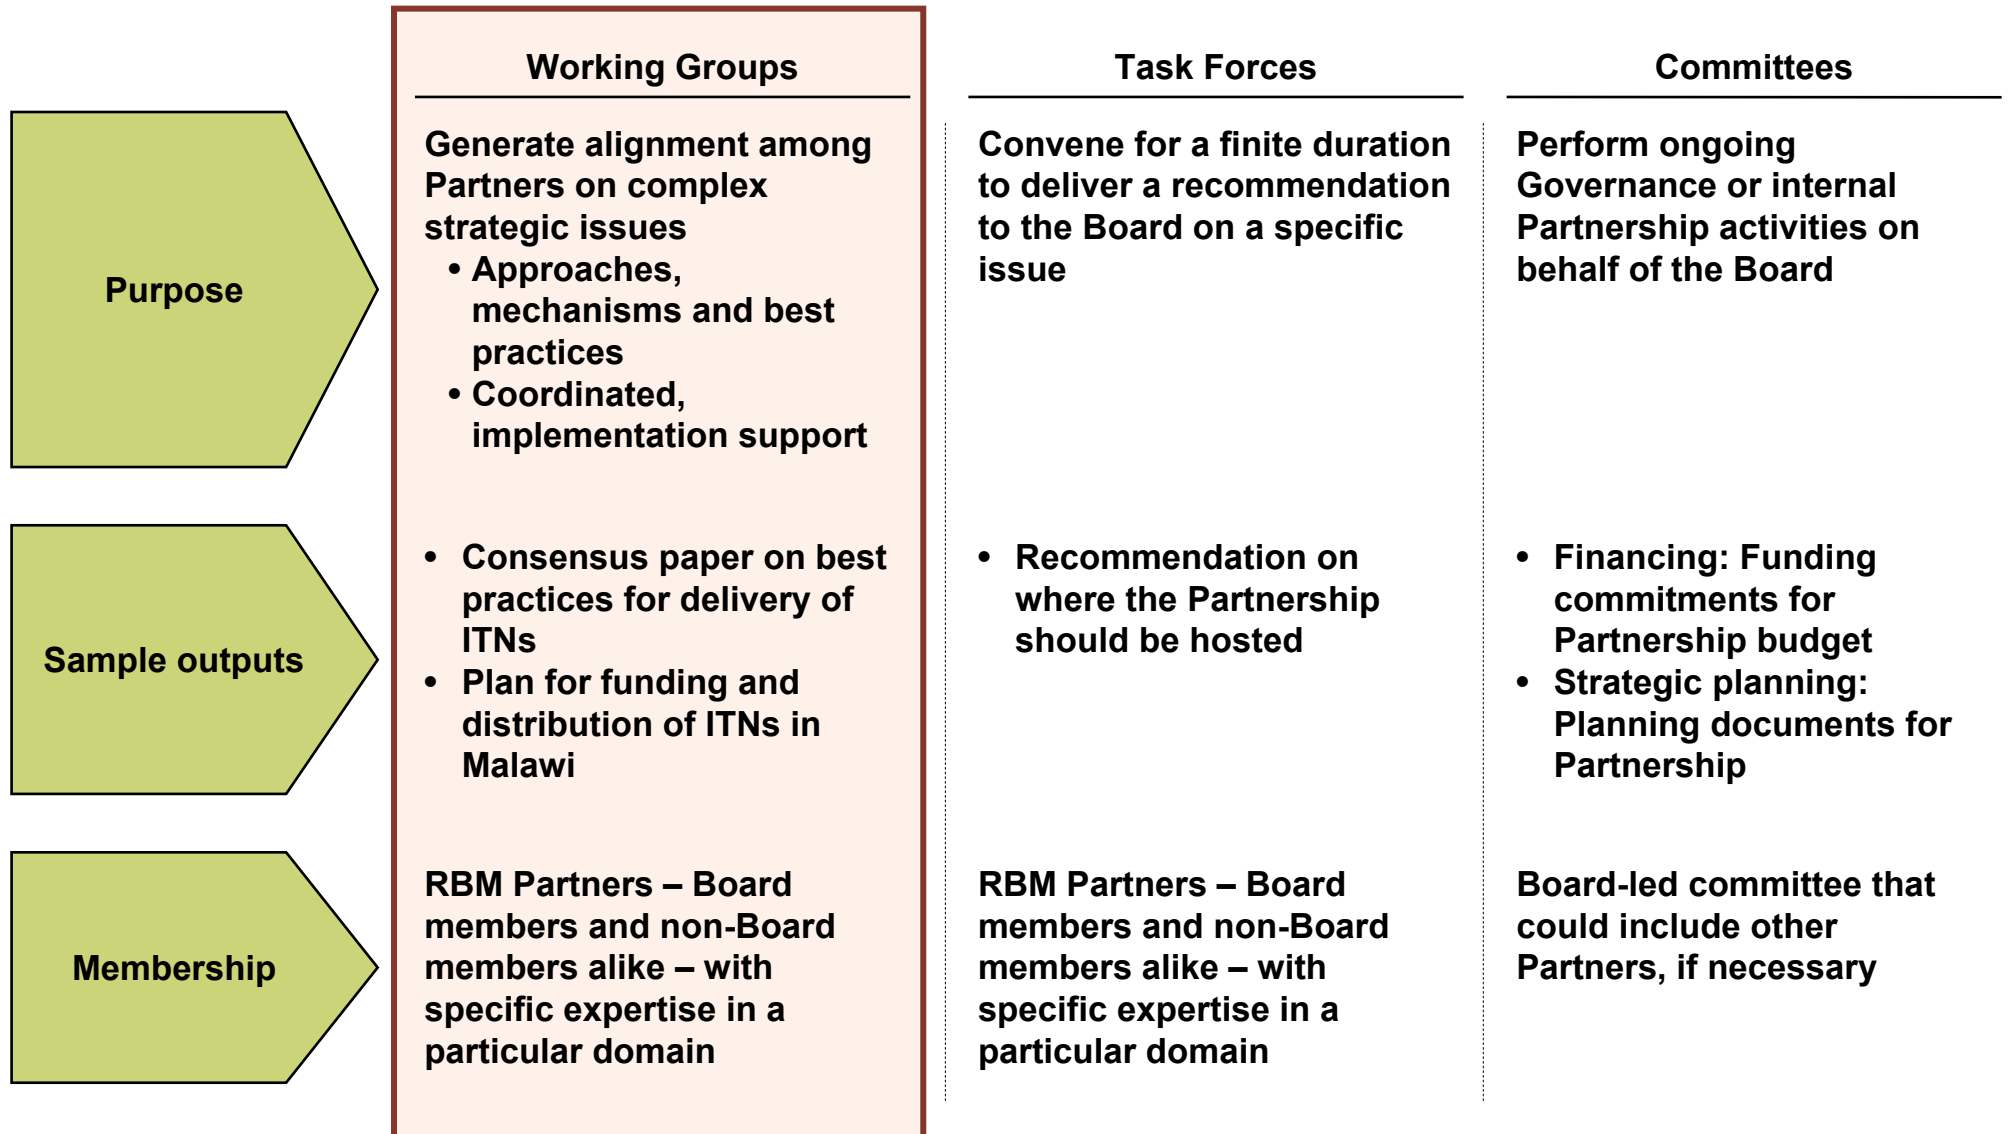 Working Groups
Task Forces
Committees
Purpose
Generate alignment among
Partners on complex
strategic issues
• Approaches,
mechanisms and best
practices
• Coordinated,
implementation support
Convene for a finite duration
to deliver a recommendation
to the Board on a specific
issue
Perform ongoing
Governance or internal
Partnership activities on
behalf of the Board
Sample outputs
• Consensus paper on best
practices for delivery of
ITNs
• Plan for funding and
distribution of ITNs in
Malawi
• Recommendation on
where the Partnership
should be hosted
• Financing: Funding
commitments for
Partnership budget
• Strategic planning:
Planning documents for
Partnership
Membership
RBM Partners – Board
members and non-Board
members alike – with
specific expertise in a
particular domain
RBM Partners – Board
members and non-Board
members alike – with
specific expertise in a
particular domain
Board-led committee that
could include other
Partners, if necessary